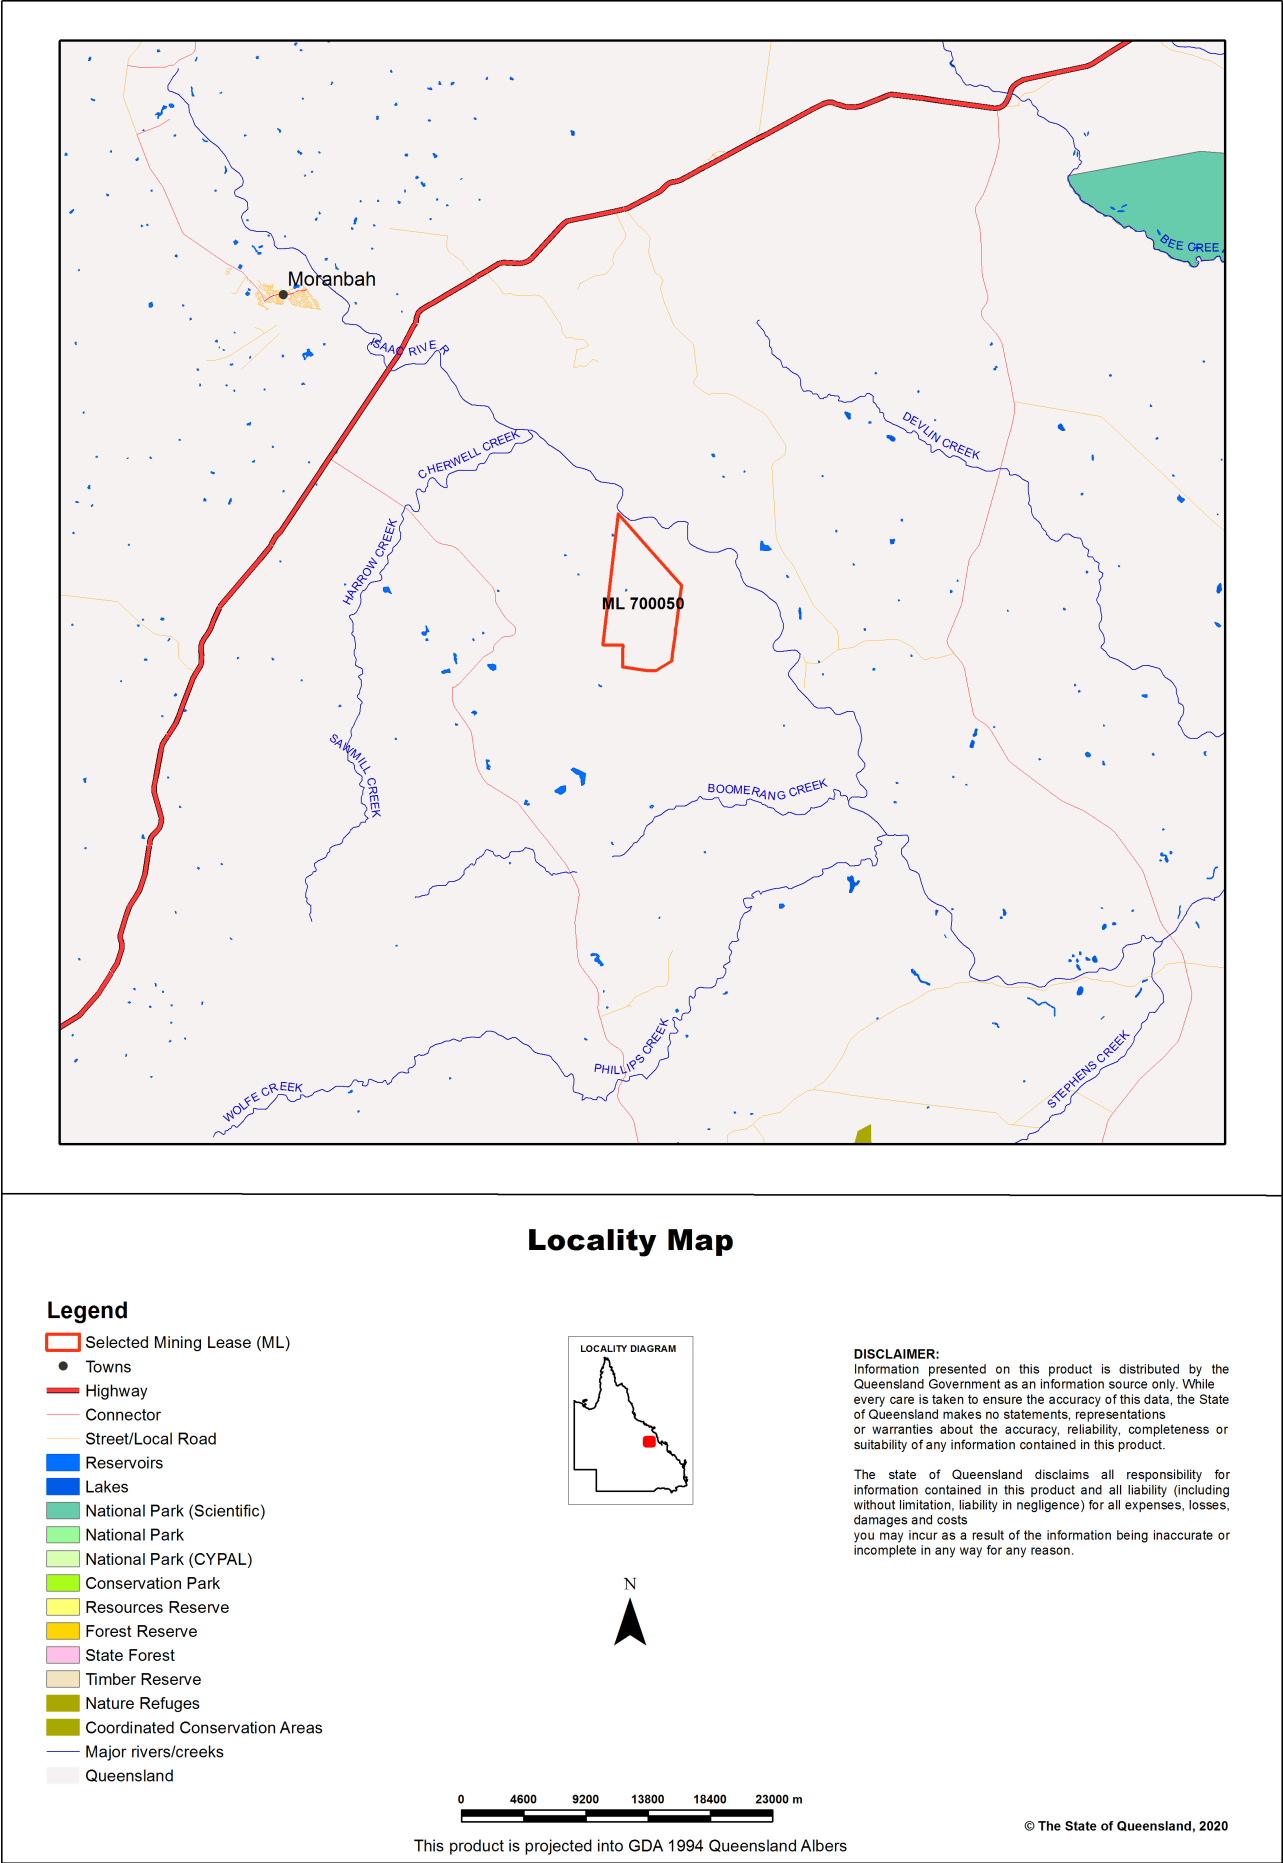 BEE CREE
Moranbah
ISAAC RIVE R
DEVLIN CREEK
CHERWELL CREEK
HARROW CREEK
ML 700050
SAWMILL CREEK
BOOMERANG CREEK
PHILLIPS CREEK
STEPHENS CREEK
WOLFE CREEK
Locality Map
Legend
Selected Mining Lease (ML)
Towns
Highway
Connector
Street/Local Road
Reservoirs
Lakes
National Park (Scientific)
National Park
National Park (CYPAL)
Conservation Park
Resources Reserve
Forest Reserve
State Forest
Timber Reserve
Nature Refuges
Coordinated Conservation Areas
Major rivers/creeks
Queensland
LOCALITY DIAGRAM
N
0 4600 9200 13800 18400 23000 m
This product is projected into GDA 1994 Queensland Albers
DISCLAIMER:
Information presented on this product is distributed by the
Queensland Government as an information source only. While
every care is taken to ensure the accuracy of this data, the State
of Queensland makes no statements, representations
or warranties about the accuracy, reliability, completeness or
suitability of any information contained in this product.
The state of Queensland disclaims all responsibility for
information contained in this product and all liability (including
without limitation, liability in negligence) for all expenses, losses,
damages and costs
you may incur as a result of the information being inaccurate or
incomplete in any way for any reason.
© The State of Queensland, 2020